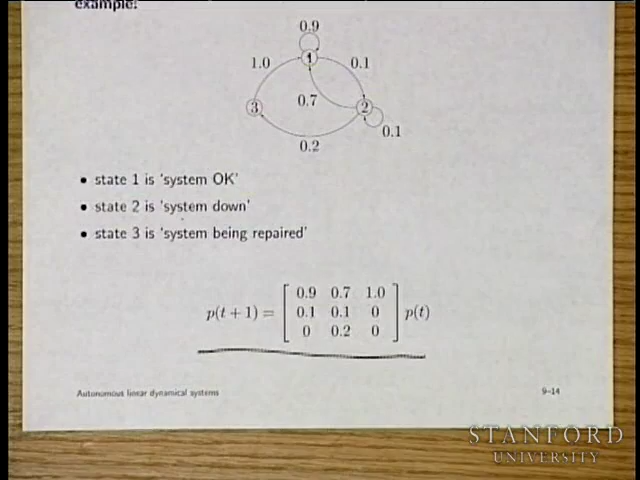 example:
0.9
1.0
1
0.1
3
0.7
2
0.1
0.2
• state 1 is ‘system OK’
• state 2 is ‘system down’
• state 3 is ‘system being repaired’
0.9 0.7 1.0
p(t + 1) = 0.1 0.1 0 p(t)
0 0.2 0
Autonomous linear dynamical systems 9–14
STANFORD
UNIVERSITY